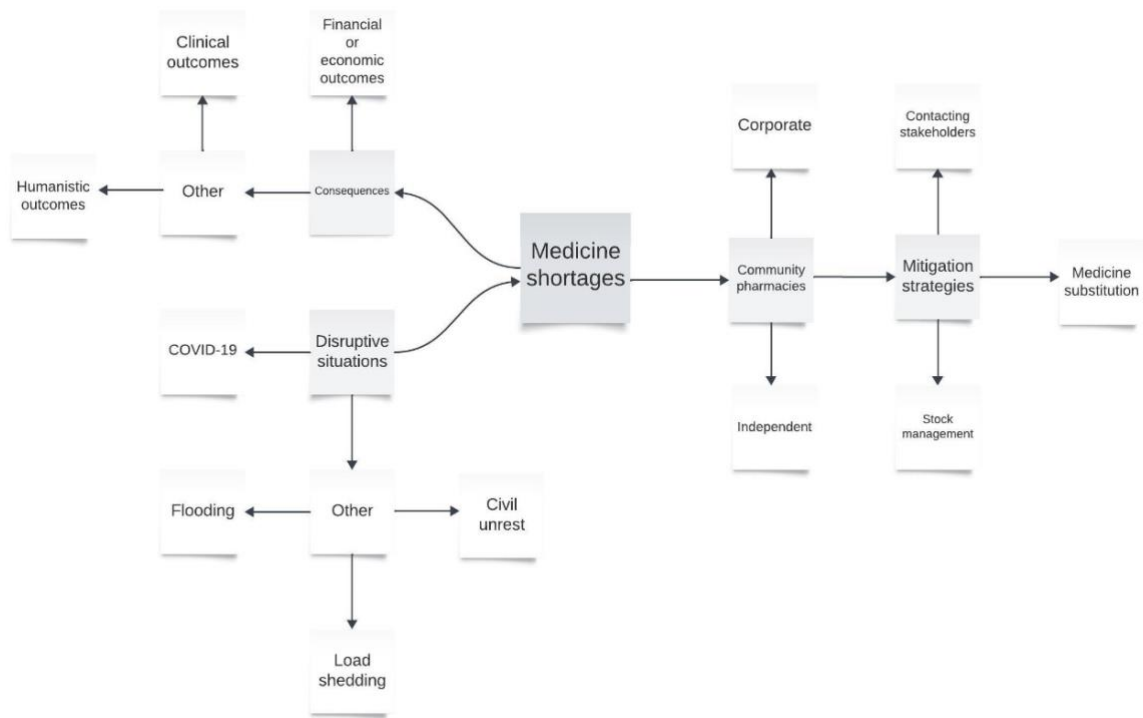 Clinical
outcomes
Financial
or
economic
outcomes
Humanistic
outcomes
Other
Consequences
Medicine
shortages
COVID-19
Disruptive
situations
Flooding
Other
Civil
unrest
Load
shedding
Corporate
Contacting
stakeholders
Community
pharmacies
Mitigation
strategies
Medicine
substitution
Independent
Stock
management